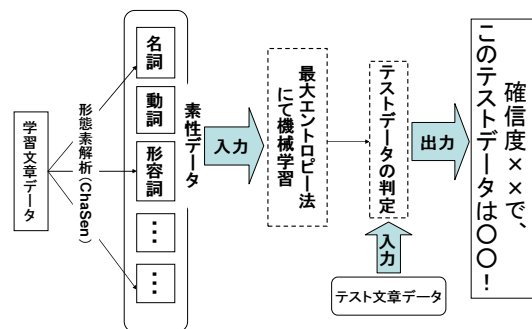 学習文章データ
形態素解析(ChaSen)
名詞
動詞
形容詞
…
…
素性データ
入力
最大エントロピー法
にて機械学習
テストデータの判定
入力
テスト文章データ
出力
確信度××で、
このテストデータは〇〇！